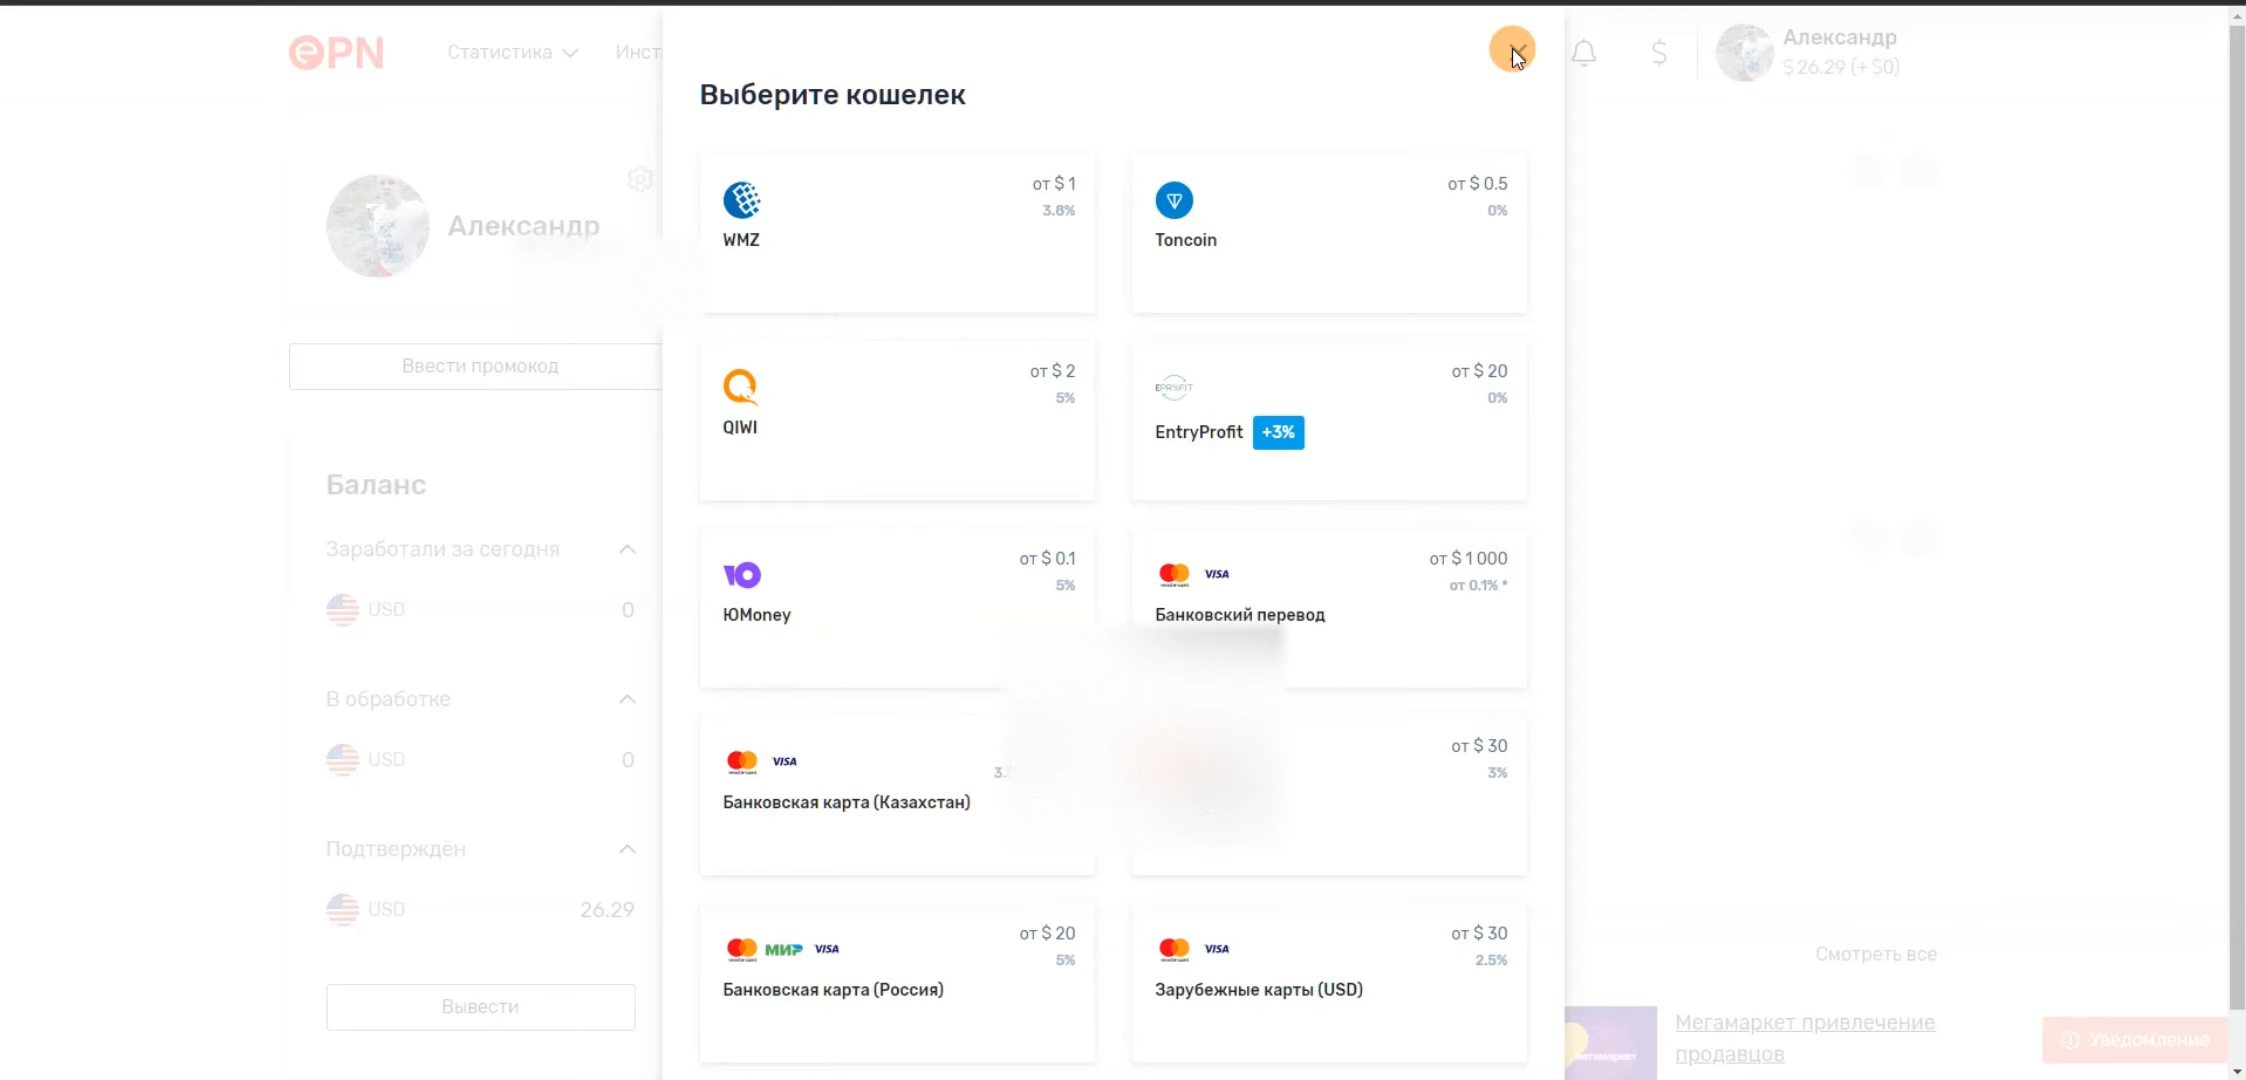 ePN
Статистика
Инст
Александр
$ 26.29 (+ $0)
Александр
Ввести промокод
Баланс
Заработали за сегодня
USD
0
В обработке
USD
0
Подтверждён
USD
26.29
Вывести
Выберите кошелек
от $ 1
3.8%
WMZ
от $ 0.5
0%
Toncoin
от $ 2
5%
QIWI
от $ 20
0%
EPROFIT
EntryProfit +3%
от $ 0.1
5%
ЮMoney
от $ 1 000
от 0.1% *
VISA
Банковский перевод
VISA
Банковская карта (Казахстан)
от $ 30
3%
от $ 20
5%
МИР VISA
Банковская карта (Россия)
от $ 30
2.5%
VISA
Зарубежные карты (USD)
Смотреть все
Мегамаркет привлечение
продавцов
Уведомление